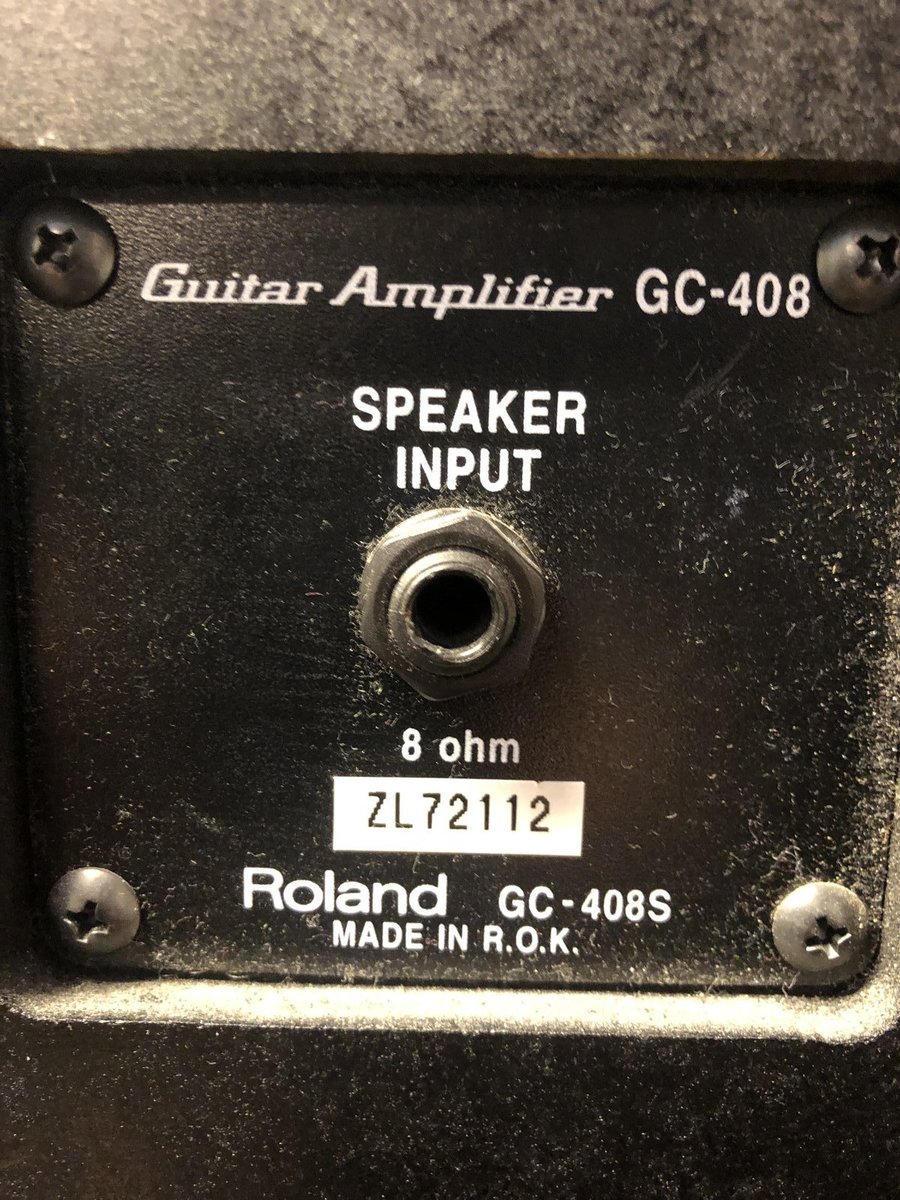 Guitar Amplifier GC-408
SPEAKER
INPUT
8 ohm
ZL72112
Roland GC-408S
MADE IN R.O.K.